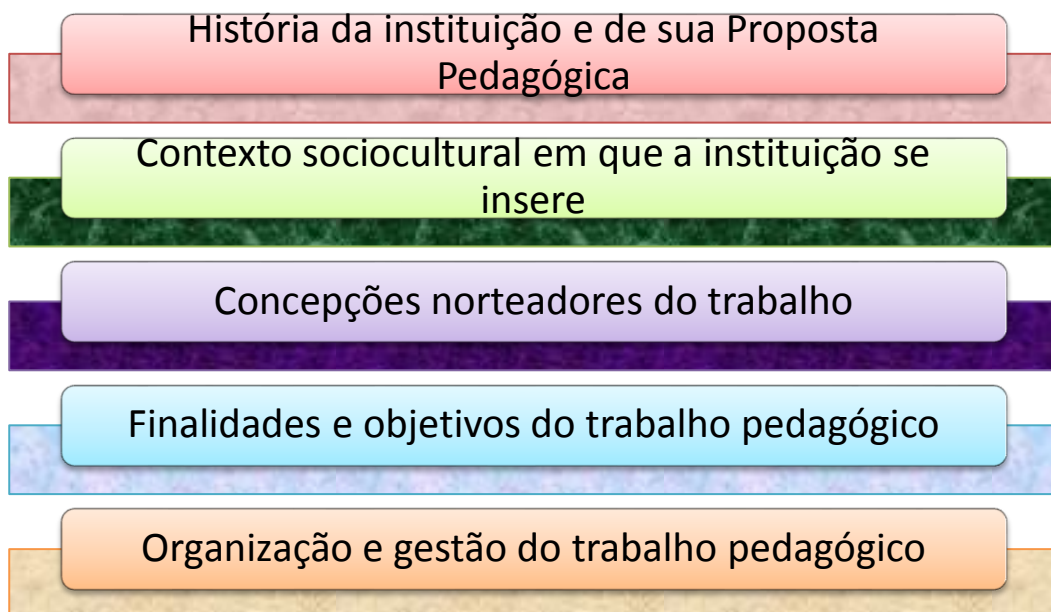 História da instituição e de sua Proposta
Pedagógica
Contexto sociocultural em que a instituição se
insere
Concepções norteadores do trabalho
Finalidades e objetivos do trabalho pedagógico
Organização e gestão do trabalho pedagógico